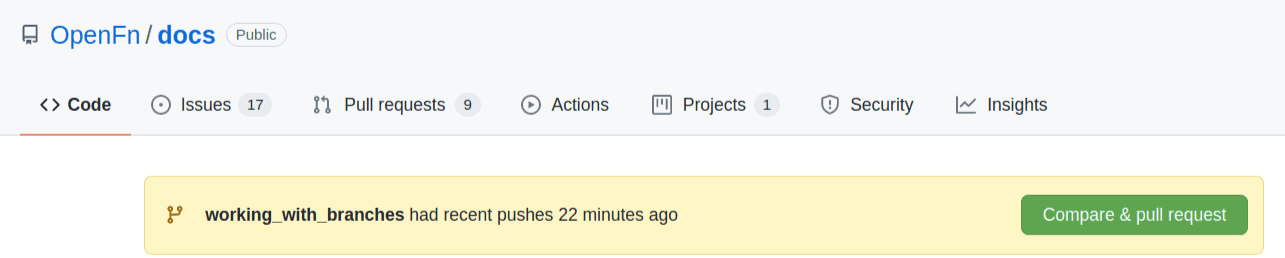 OpenFn / docs Public
Code Issues 17 Pull requests 9 Actions Projects 1 Security Insights
working_with_branches had recent pushes 22 minutes ago Compare & pull request